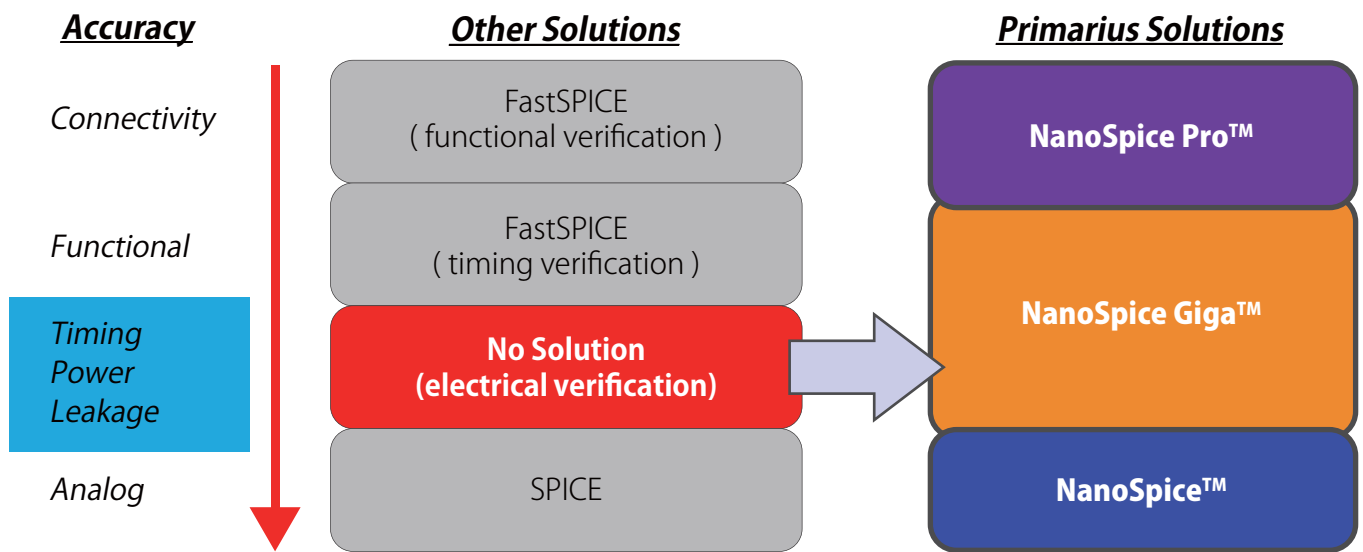 Accuracy
Connectivity
Functional
Timing
Power
Leakage
Analog
Other Solutions
FastSPICE
( functional verification )
FastSPICE
( timing verification )
No Solution
(electrical verification)
SPICE
Primarius Solutions
NanoSpice Pro™
NanoSpice Giga™
NanoSpice™